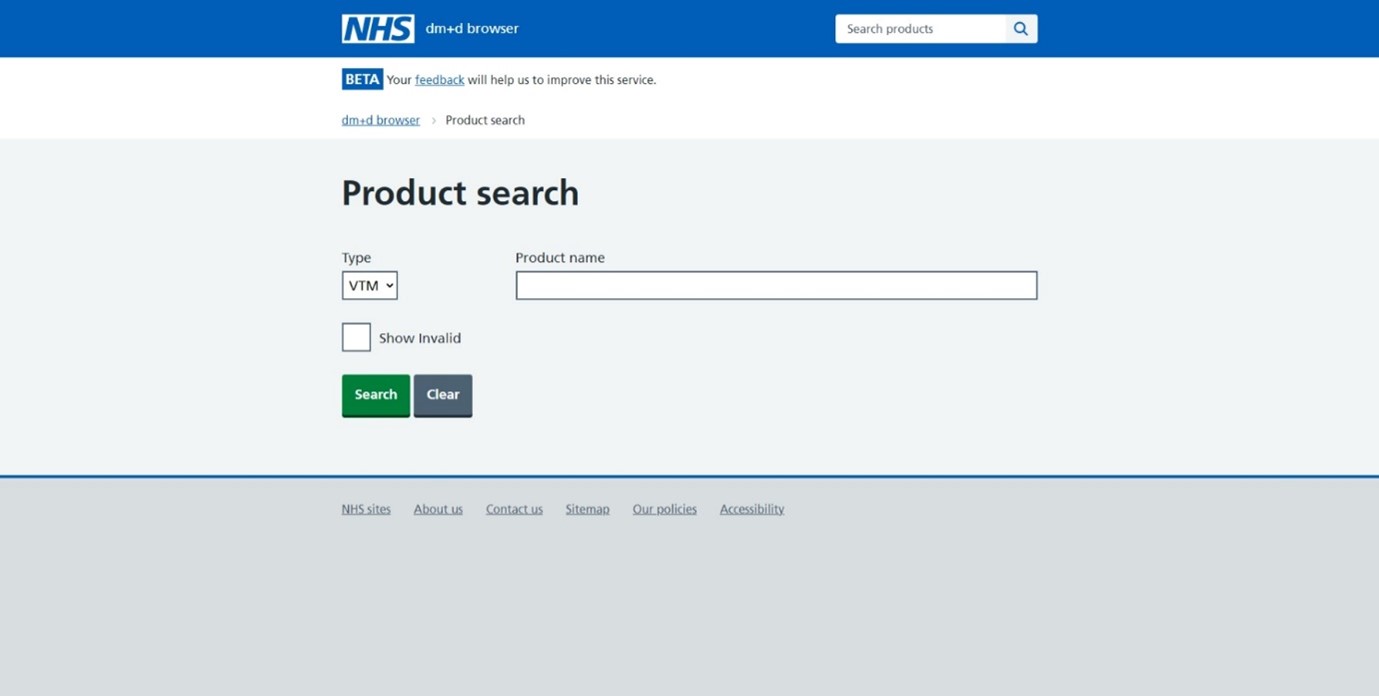 NHS dm+d browser Search products
BETA Your feedback will help us to improve this service.
dm+d browser > Product search
Product search
Type Product name
VTM
Show Invalid
Search Clear
NHS sites About us Contact us Sitemap Our policies Accessibility